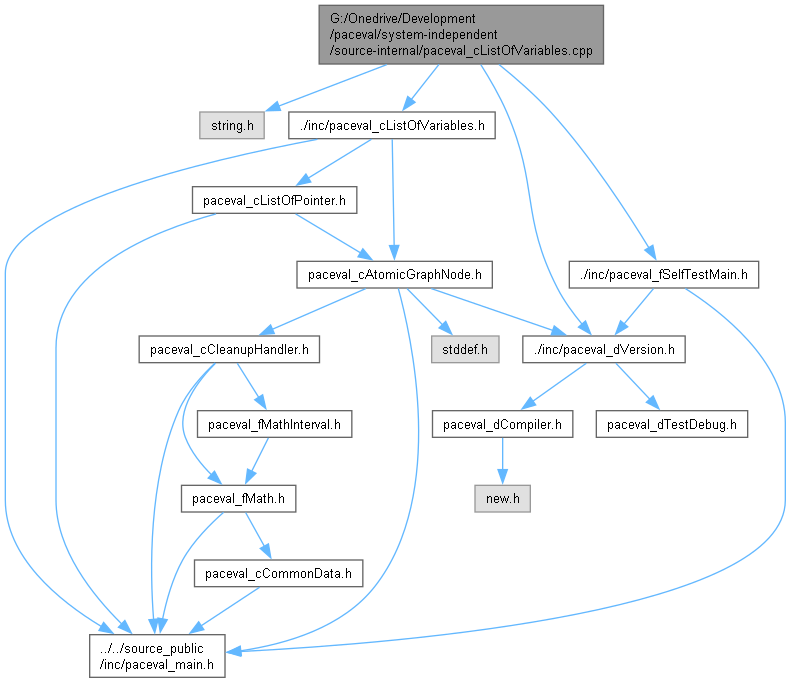 G:/Onedrive/Development
/paceval/system-independent
/source-internal/paceval_cListOfVariables.cpp
string.h
./inc/paceval_cListOfVariables.h
paceval_cListOfPointer.h
paceval_cAtomicGraphNode.h
./inc/paceval_fSelfTestMain.h
paceval_cCleanupHandler.h
stddef.h
./inc/paceval_dVersion.h
paceval_fMathInterval.h
paceval_dCompiler.h
paceval_dTestDebug.h
paceval_fMath.h
new.h
paceval_cCommonData.h
../../source_public
/inc/paceval_main.h